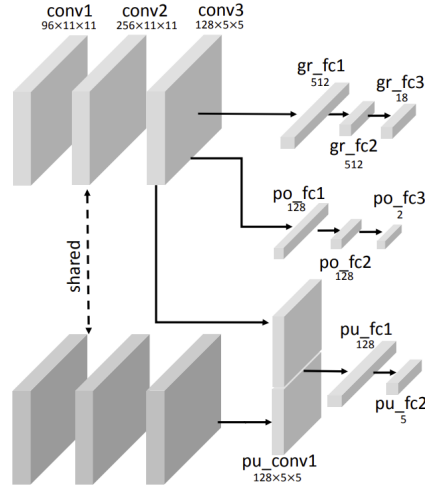 conv1 conv2 conv3
96×11×11 256×11×11 128×5×5
gr_fc1
512
gr_fc3
18
gr_fc2
512
po_fc1
128
po_fc3
2
po_fc2
128
shared
pu_fc1
128
pu_fc2
5
pu_conv1
128×5×5